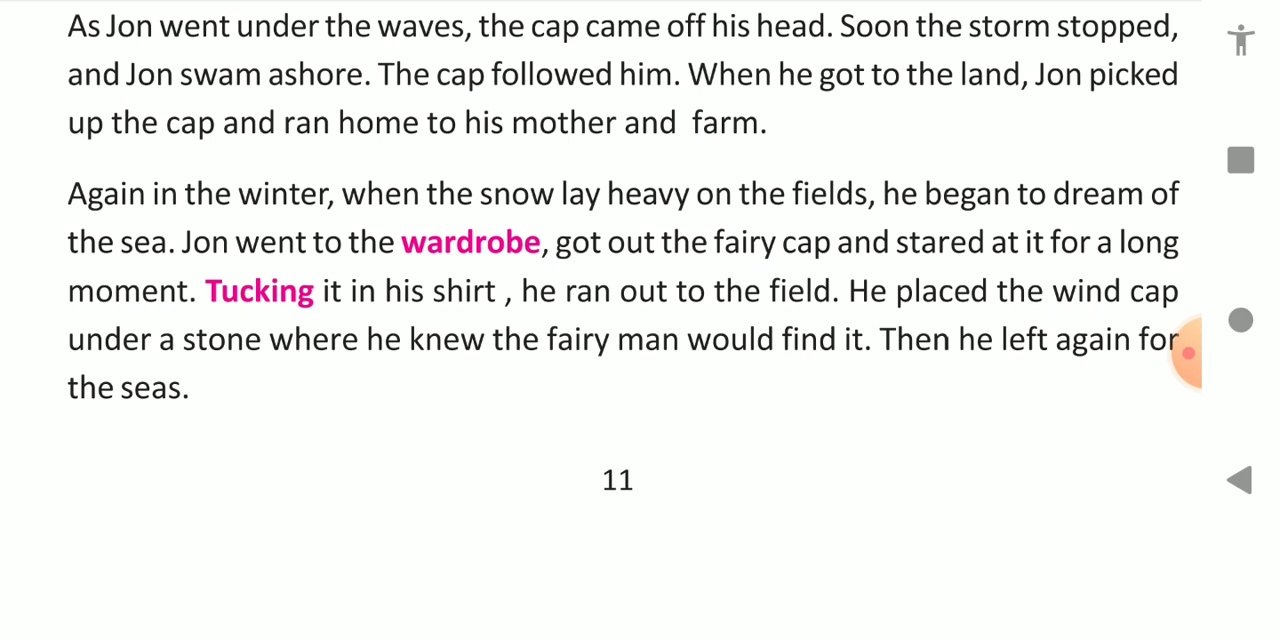 As Jon went under the waves, the cap came off his head. Soon the storm stopped,
and Jon swam ashore. The cap followed him. When he got to the land, Jon picked
up the cap and ran home to his mother and farm.
Again in the winter, when the snow lay heavy on the fields, he began to dream of
the sea. Jon went to the wardrobe, got out the fairy cap and stared at it for a long
moment. Tucking it in his shirt , he ran out to the field. He placed the wind cap
under a stone where he knew the fairy man would find it. Then he left again for
the seas.
11